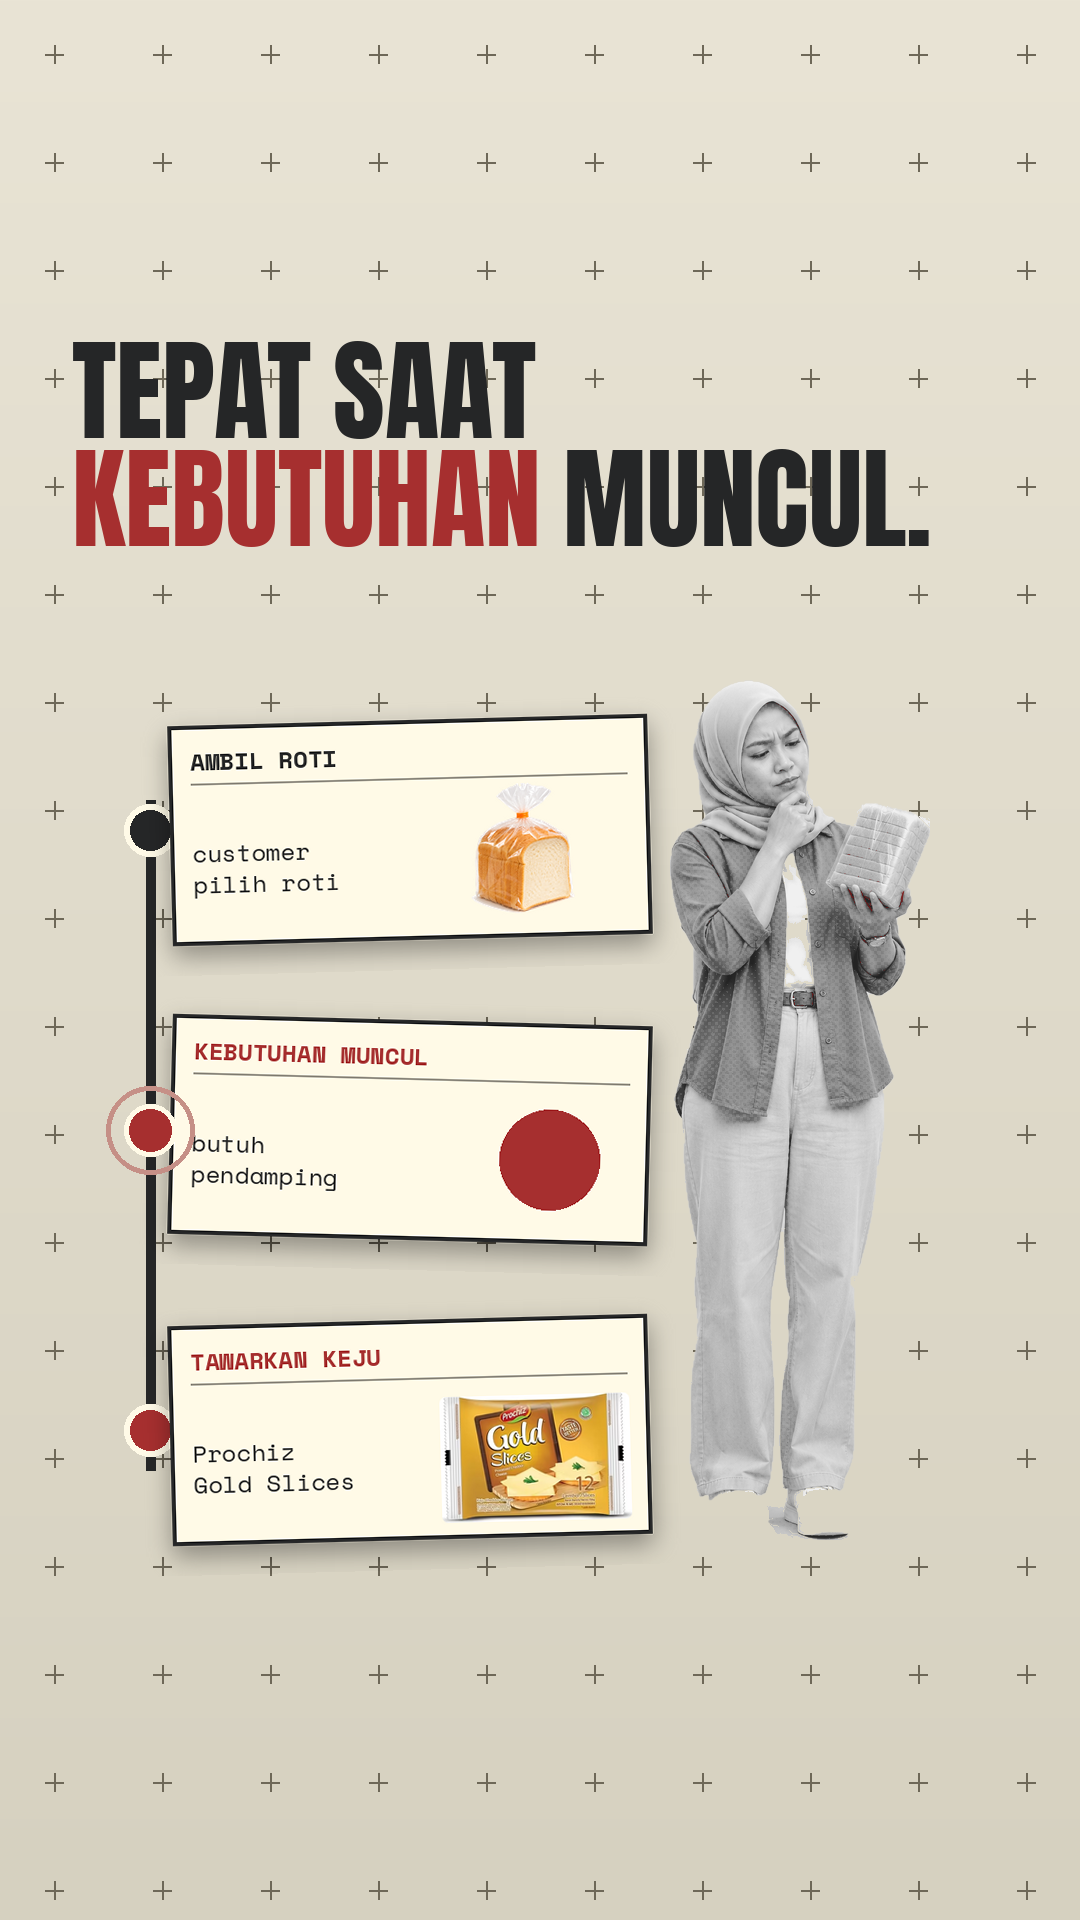 TEPAT SAAT
KEBUTUHAN MUNCUL.
AMBIL ROTI
customer
pilih roti
KEBUTUHAN MUNCUL
butuh
pendamping
TAWARKAN KEJU
Prochiz
Gold Slices
Prochiz
Gold
Slices
12